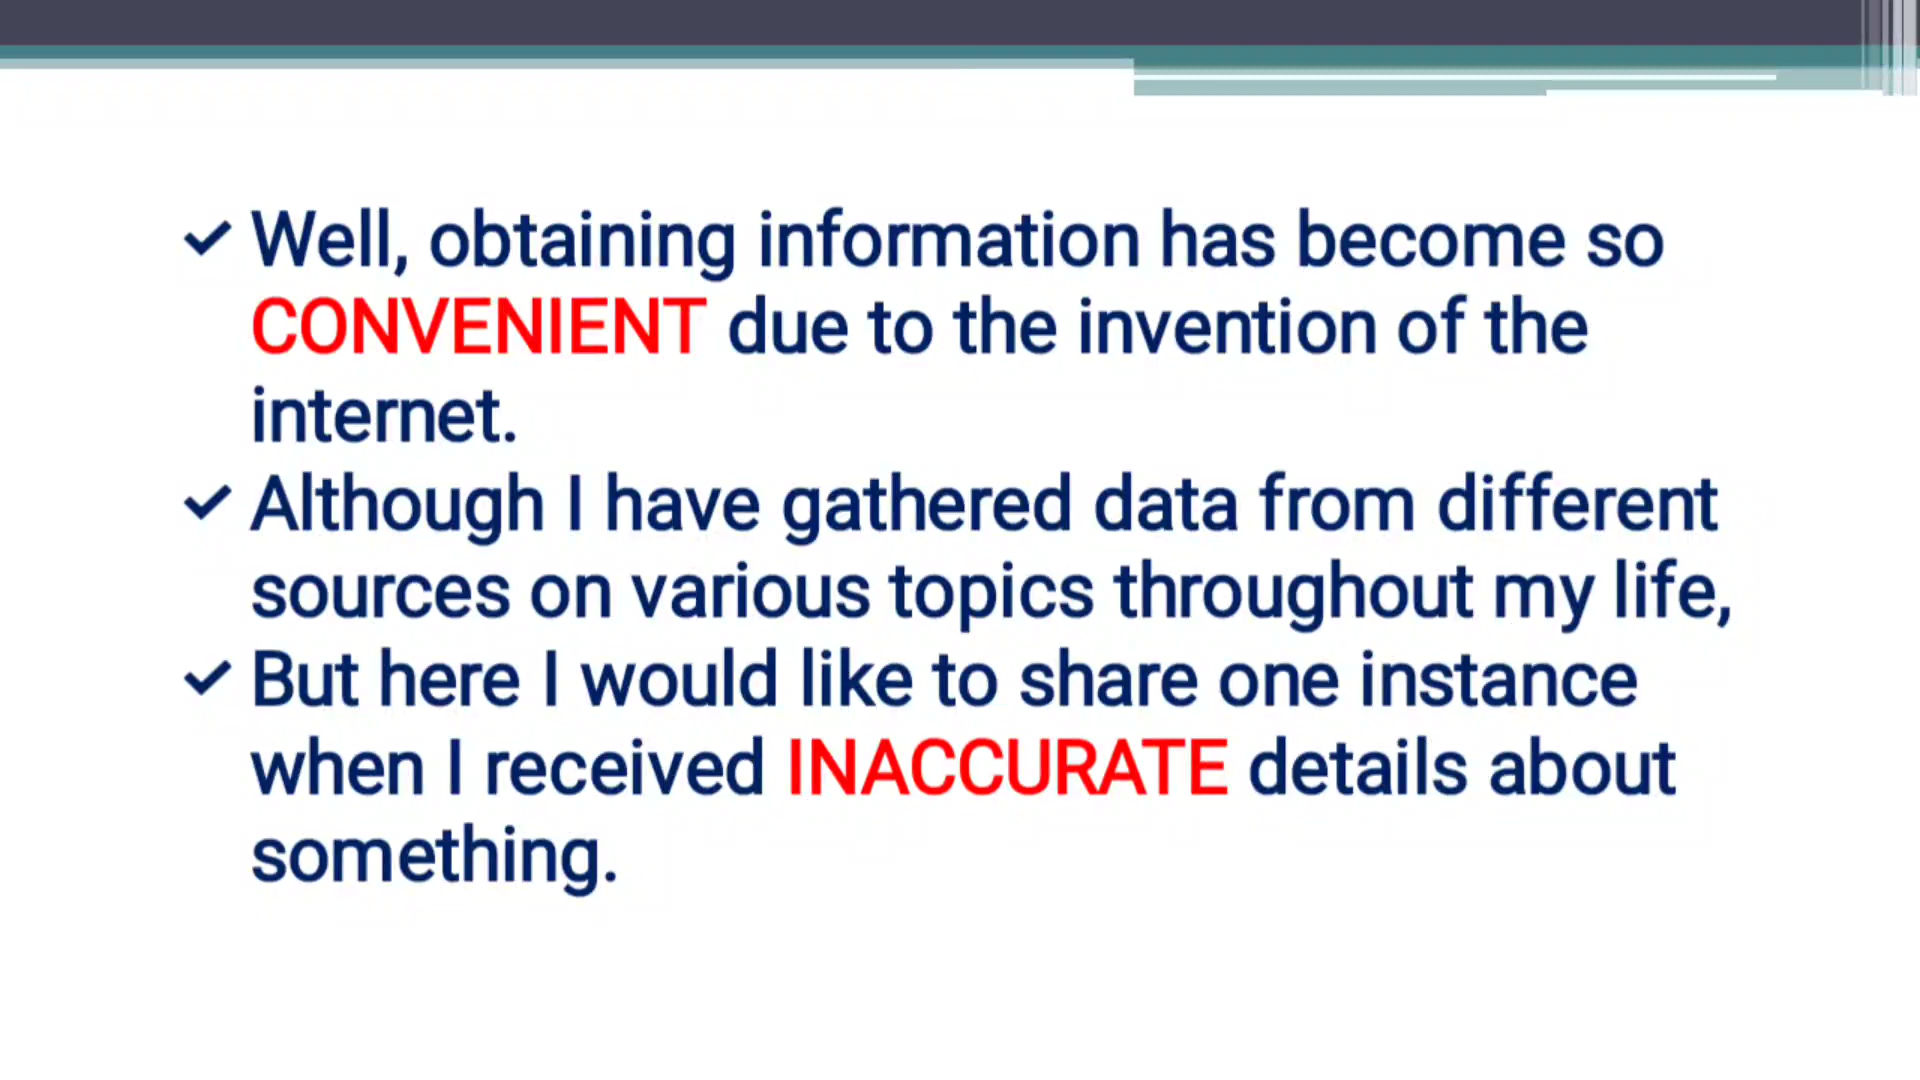 Well, obtaining information has become so
CONVENIENT due to the invention of the
internet.
Although I have gathered data from different
sources on various topics throughout my life,
But here I would like to share one instance
when I received INACCURATE details about
something.